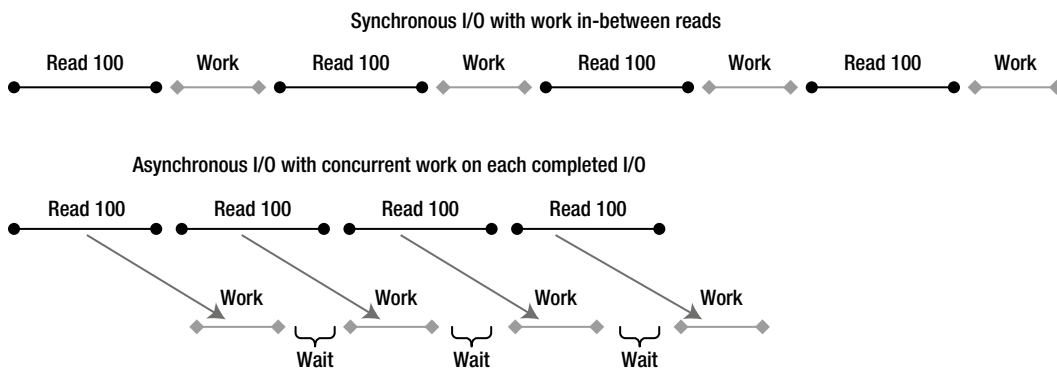 Synchronous I/O with work in-between reads
Read 100 Work Read 100 Work Read 100 Work Read 100 Work
Asynchronous I/O with concurrent work on each completed I/O
Read 100 Read 100 Read 100 Read 100
Work Work Work Work
Wait Wait Wait